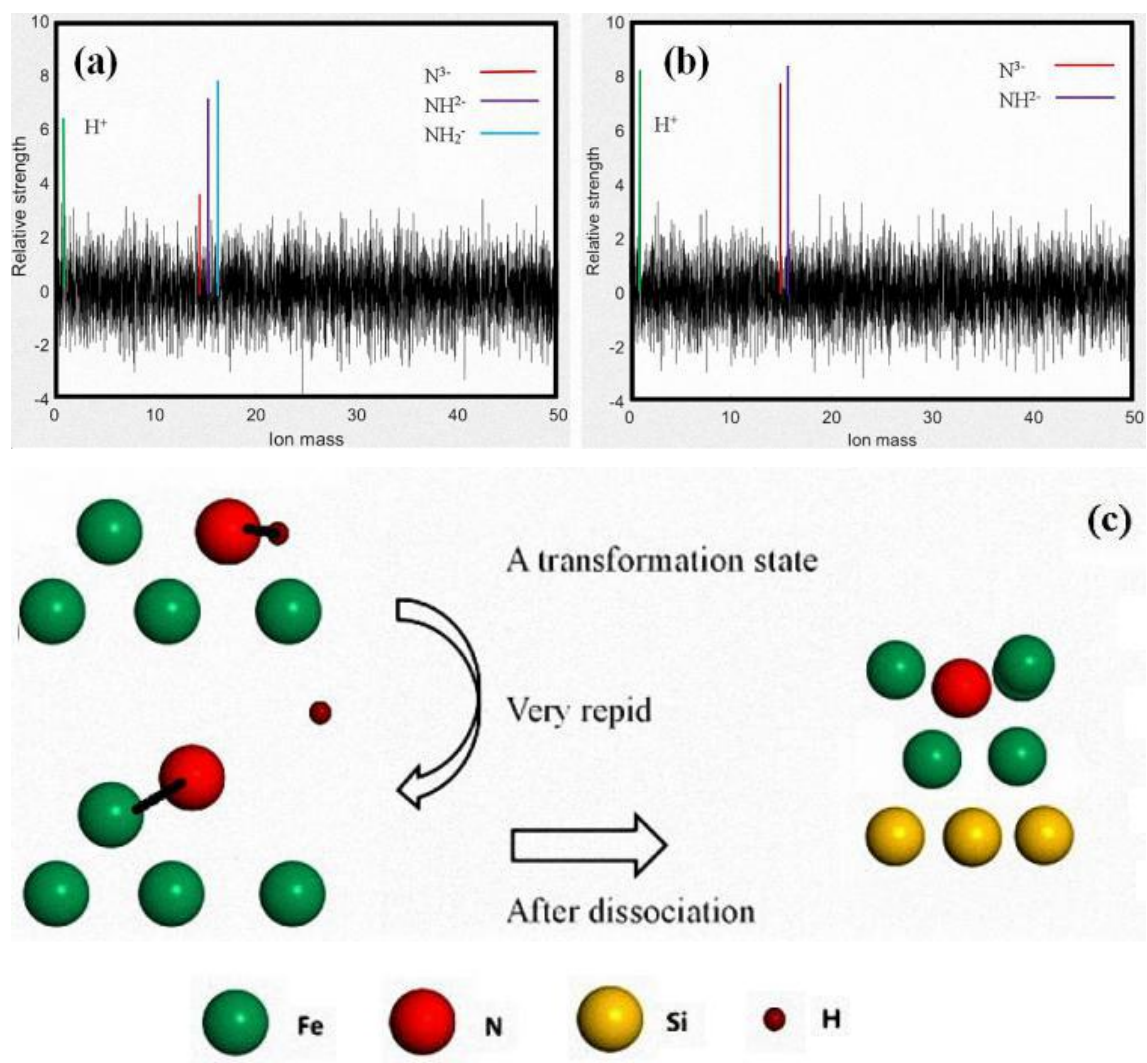 (a)
10
8
6
4
2
0
-2
-4
Relative strength
H⁺
N³⁻
NH²⁻
NH₂⁻
0 10 20 30 40 50
Ion mass
(b)
10
8
6
4
2
0
-2
-4
Relative strength
H⁺
N³⁻
NH²⁻
0 10 20 30 40 50
Ion mass
(c)
A transformation state
Very repid
After dissociation
Fe N Si H